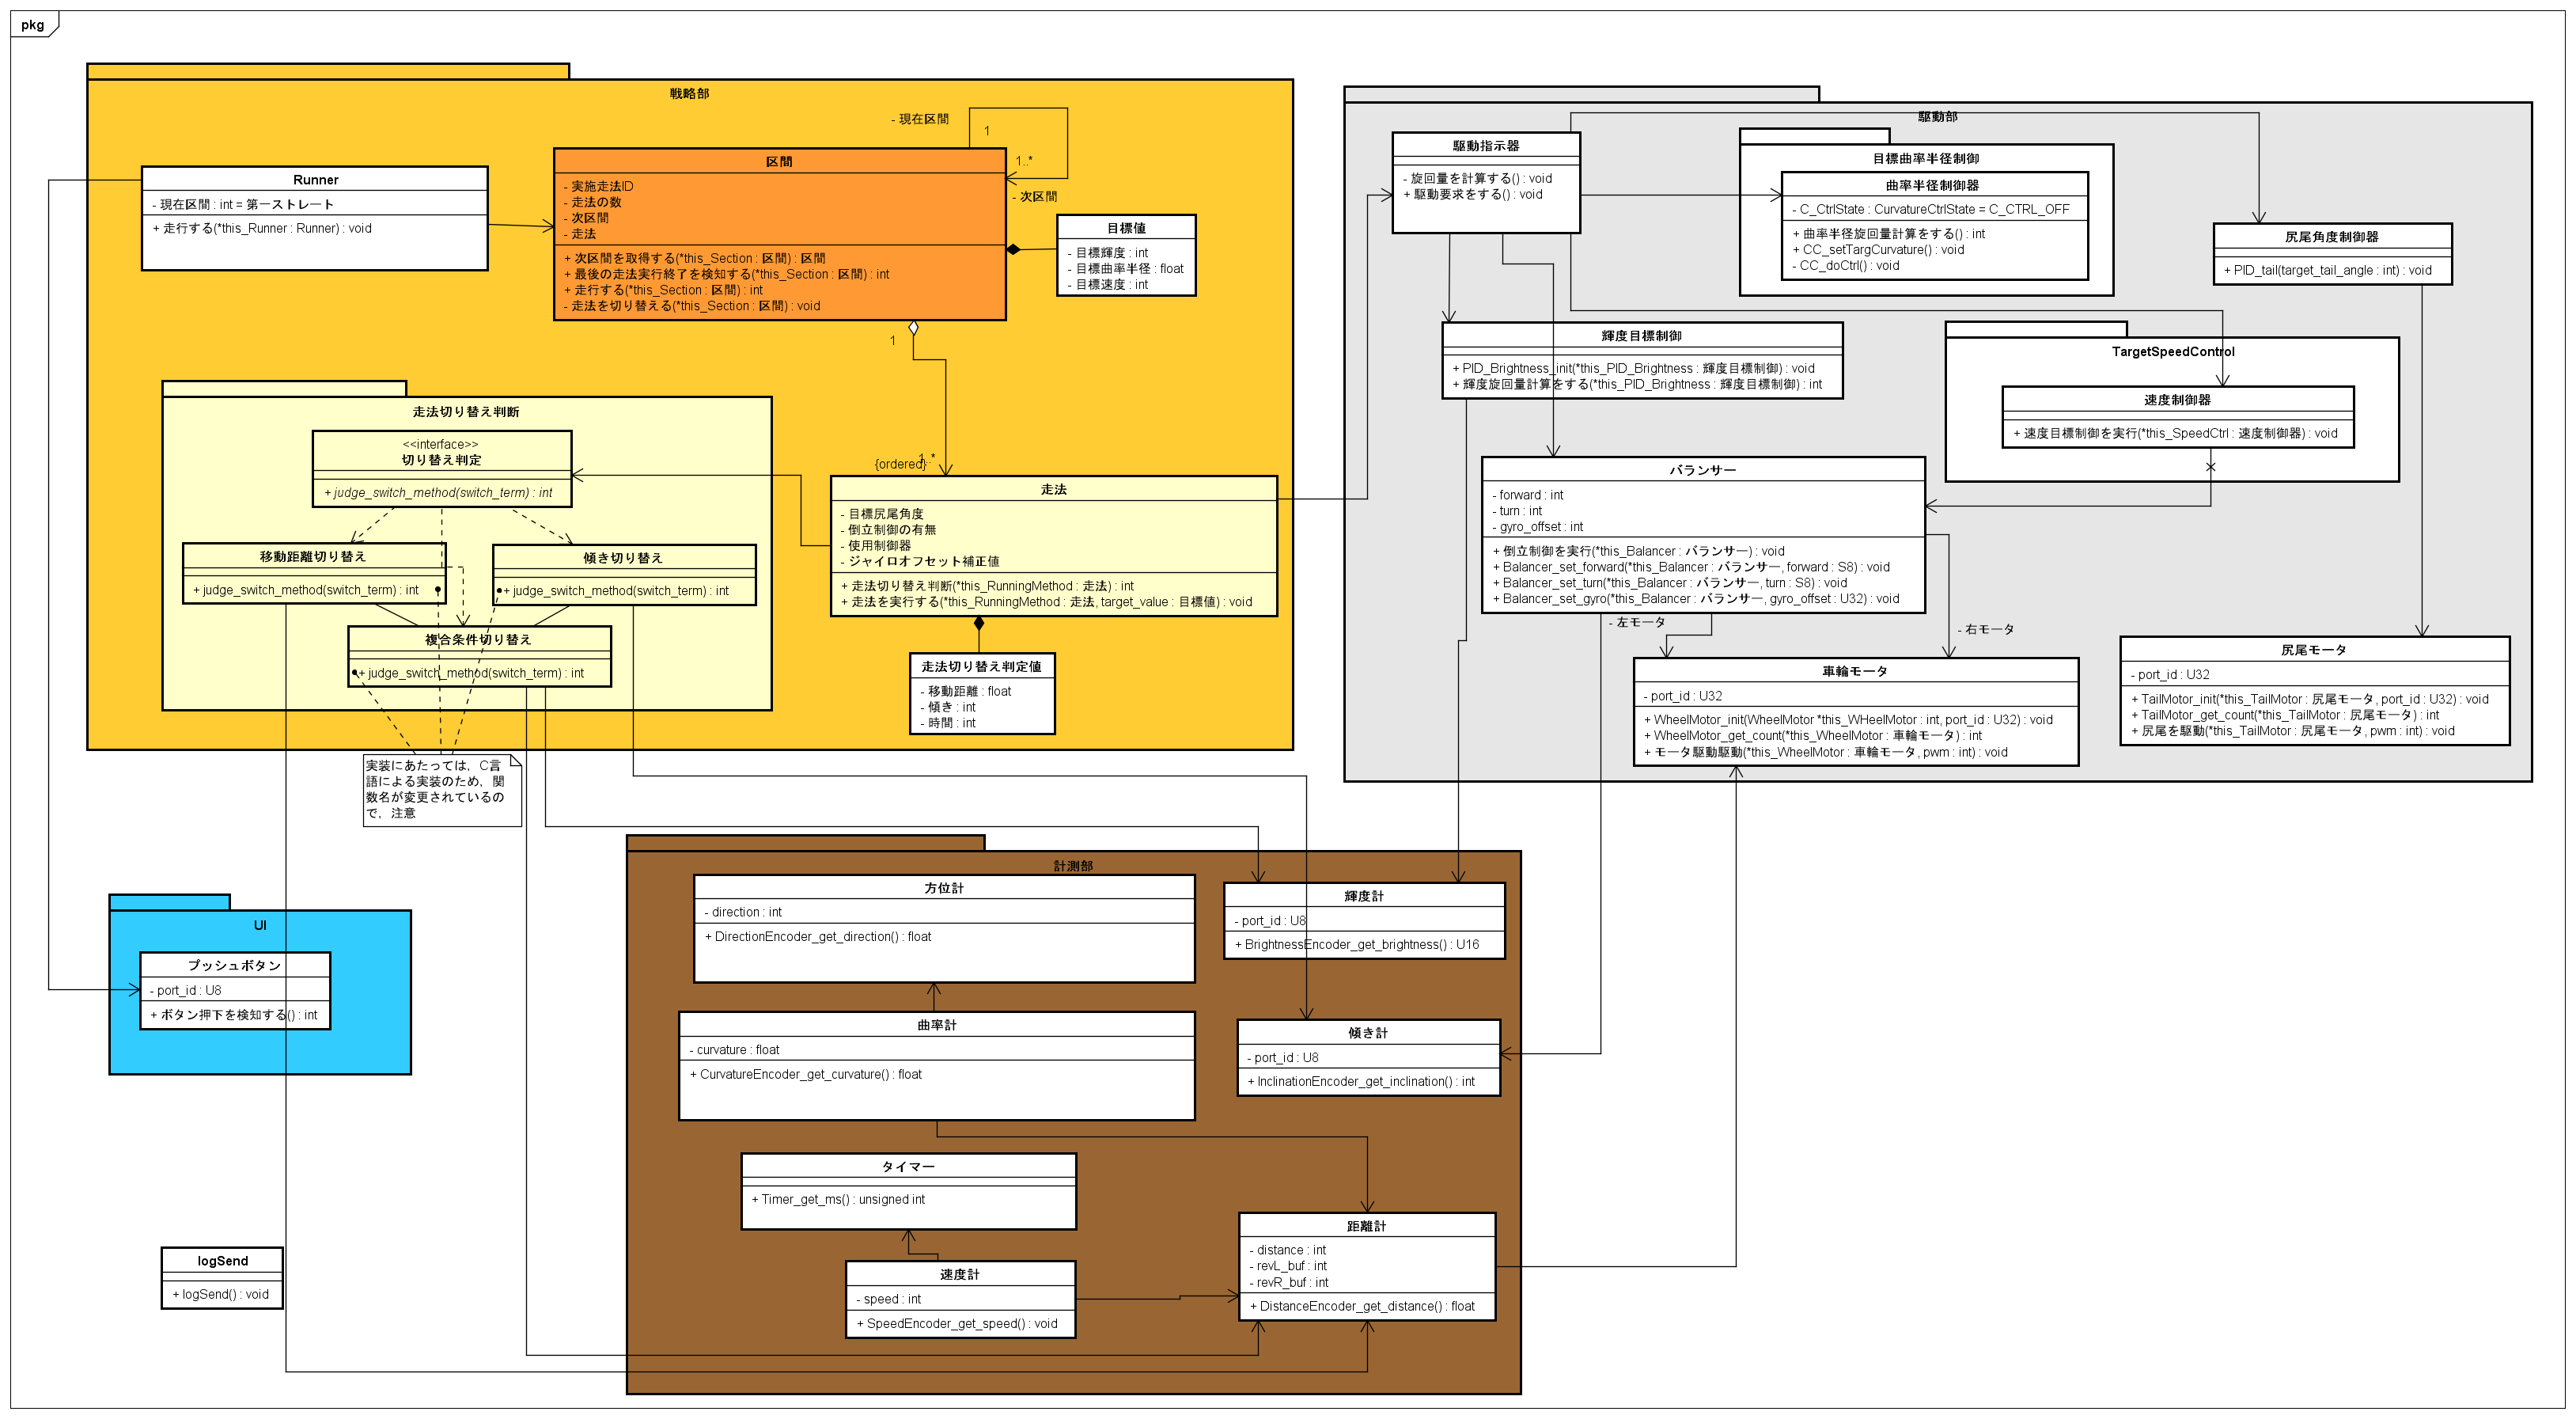 pkg
戦略部
- 現在区間
1
1..*
- 次区間
Runner
- 現在区間 : int = 第一ストレート
+ 走行する(*this_Runner : Runner) : void
区間
- 実施走法ID
- 走法の数
- 次区間
- 走法
+ 次区間を取得する(*this_Section : 区間) : 区間
+ 最後の走法実行終了を検知する(*this_Section : 区間) : int
+ 走行する(*this_Section : 区間) : int
- 走法を切り替える(*this_Section : 区間) : void
目標値
- 目標輝度 : int
- 目標曲率半径 : float
- 目標速度 : int
1
{ordered}
1..*
走法切り替え判断
<<interface>>
切り替え判定
+ judge_switch_method(switch_term) : int
移動距離切り替え
+ judge_switch_method(switch_term) : int
傾き切り替え
+ judge_switch_method(switch_term) : int
複合条件切り替え
+ judge_switch_method(switch_term) : int
走法
- 目標尻尾角度
- 倒立制御の有無
- 使用制御器
- ジャイロオフセット補正値
+ 走法切り替え判断(*this_RunningMethod : 走法) : int
+ 走法を実行する(*this_RunningMethod : 走法, target_value : 目標値) : void
走法切り替え判定値
- 移動距離 : float
- 傾き : int
- 時間 : int
実装にあたっては、C言
語による実装のため、関
数名が変更されているの
で、注意
駆動部
駆動指示器
- 旋回量を計算する() : void
+ 駆動要求をする() : void
目標曲率半径制御
曲率半径制御器
- C_CtrlState : CurvatureCtrlState = C_CTRL_OFF
+ 曲率半径旋回量計算をする() : int
+ CC_setTargCurvature() : void
- CC_doCtrl() : void
尻尾角度制御器
+ PID_tail(target_tail_angle : int) : void
輝度目標制御
+ PID_Brightness_init(*this_PID_Brightness : 輝度目標制御) : void
+ 輝度旋回量計算をする(*this_PID_Brightness : 輝度目標制御) : int
TargetSpeedControl
速度制御器
+ 速度目標制御を実行(*this_SpeedCtrl : 速度制御器) : void
バランサー
- forward : int
- turn : int
- gyro_offset : int
+ 倒立制御を実行(*this_Balancer : バランサー) : void
+ Balancer_set_forward(*this_Balancer : バランサー, forward : S8) : void
+ Balancer_set_turn(*this_Balancer : バランサー, turn : S8) : void
+ Balancer_set_gyro(*this_Balancer : バランサー, gyro_offset : U32) : void
- 左モータ
- 右モータ
車輪モータ
- port_id : U32
+ WheelMotor_init(WheelMotor *this_WHeelMotor : int, port_id : U32) : void
+ WheelMotor_get_count(*this_WheelMotor : 車輪モータ) : int
+ モータ駆動駆動(*this_WheelMotor : 車輪モータ, pwm : int) : void
尻尾モータ
- port_id : U32
+ TailMotor_init(*this_TailMotor : 尻尾モータ, port_id : U32) : void
+ TailMotor_get_count(*this_TailMotor : 尻尾モータ) : int
+ 尻尾を駆動(*this_TailMotor : 尻尾モータ, pwm : int) : void
UI
プッシュボタン
- port_id : U8
+ ボタン押下を検知する() : int
logSend
+ logSend() : void
計測部
方位計
- direction : int
+ DirectionEncoder_get_direction() : float
輝度計
- port_id : U8
+ BrightnessEncoder_get_brightness() : U16
曲率計
- curvature : float
+ CurvatureEncoder_get_curvature() : float
傾き計
- port_id : U8
+ InclinationEncoder_get_inclination() : int
タイマー
+ Timer_get_ms() : unsigned int
速度計
- speed : int
+ SpeedEncoder_get_speed() : void
距離計
- distance : int
- revL_buf : int
- revR_buf : int
+ DistanceEncoder_get_distance() : float